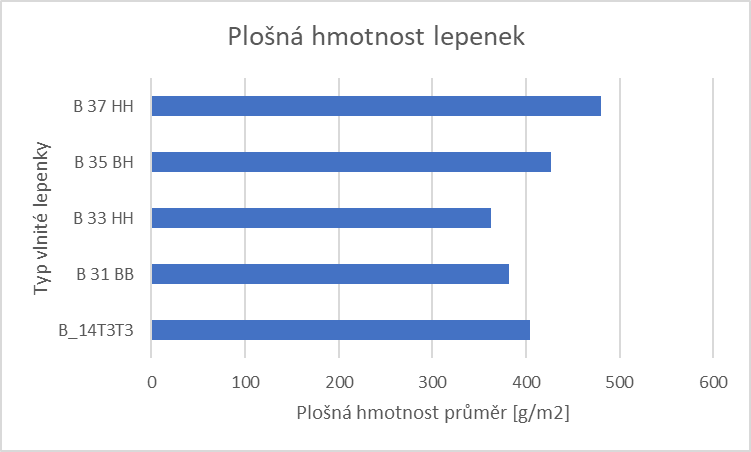 Plošná hmotnost lepenek
Typ vlnité lepenky
B 37 HH
B 35 BH
B 33 HH
B 31 BB
B_14T3T3
0 100 200 300 400 500 600
Plošná hmotnost průměr [g/m2]